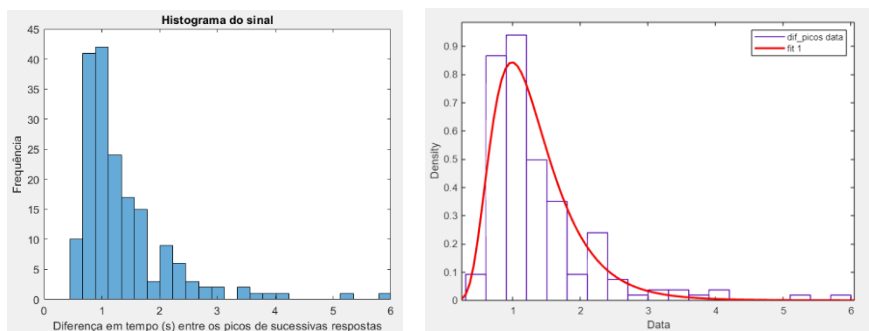 Histograma do sinal
45
40
35
30
25
20
15
10
5
0
Frequência
0 1 2 3 4 5 6
Diferença em tempo (s) entre os picos de sucessivas respostas
dif_picos data
fit 1
0.9
0.8
0.7
0.6
0.5
0.4
0.3
0.2
0.1
0
Density
1 2 3 4 5 6
Data